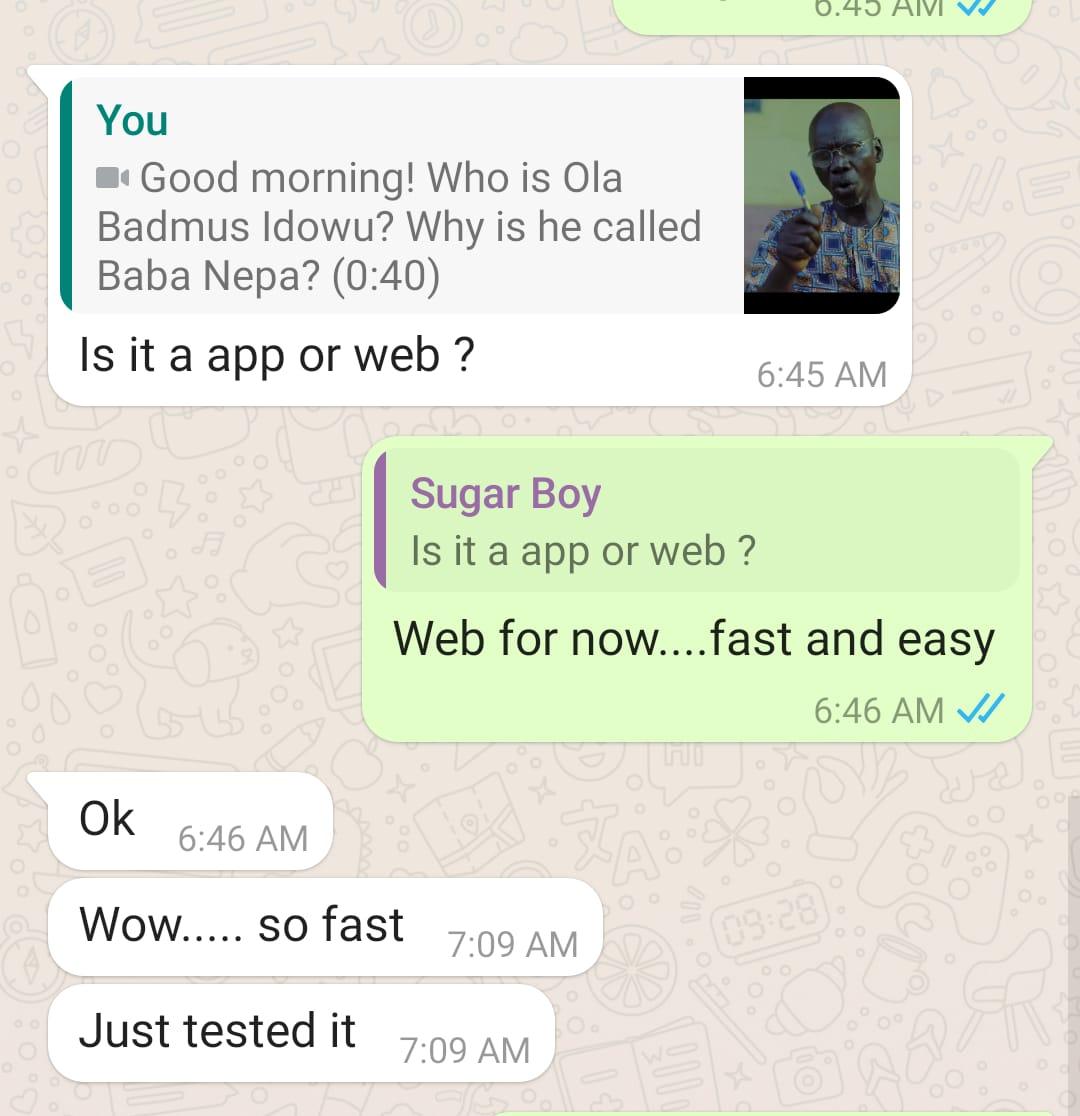 6:45 AM
You
Good morning! Who is Ola
Badmus Idowu? Why is he called
Baba Nepa? (0:40)
Is it a app or web ?
6:45 AM
Sugar Boy
Is it a app or web ?
Web for now....fast and easy
6:46 AM
Ok
6:46 AM
Wow..... so fast
7:09 AM
Just tested it
7:09 AM